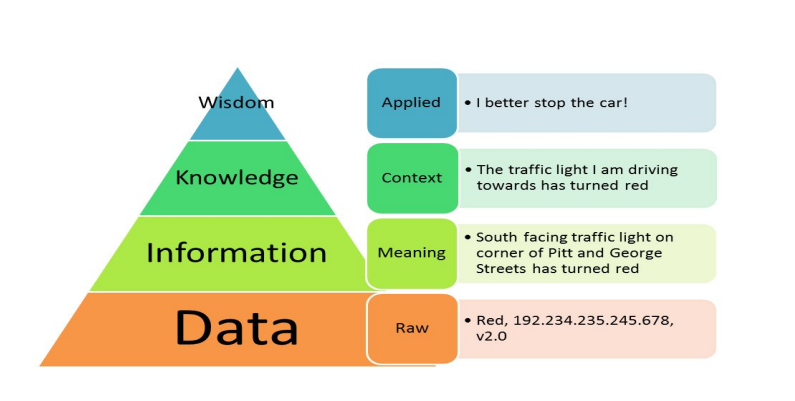 Wisdom
Applied
• I better stop the car!
Knowledge
Context
• The traffic light I am driving
towards has turned red
Information
Meaning
• South facing traffic light on
corner of Pitt and George
Streets has turned red
Data
Raw
• Red, 192.234.235.245.678,
v2.0